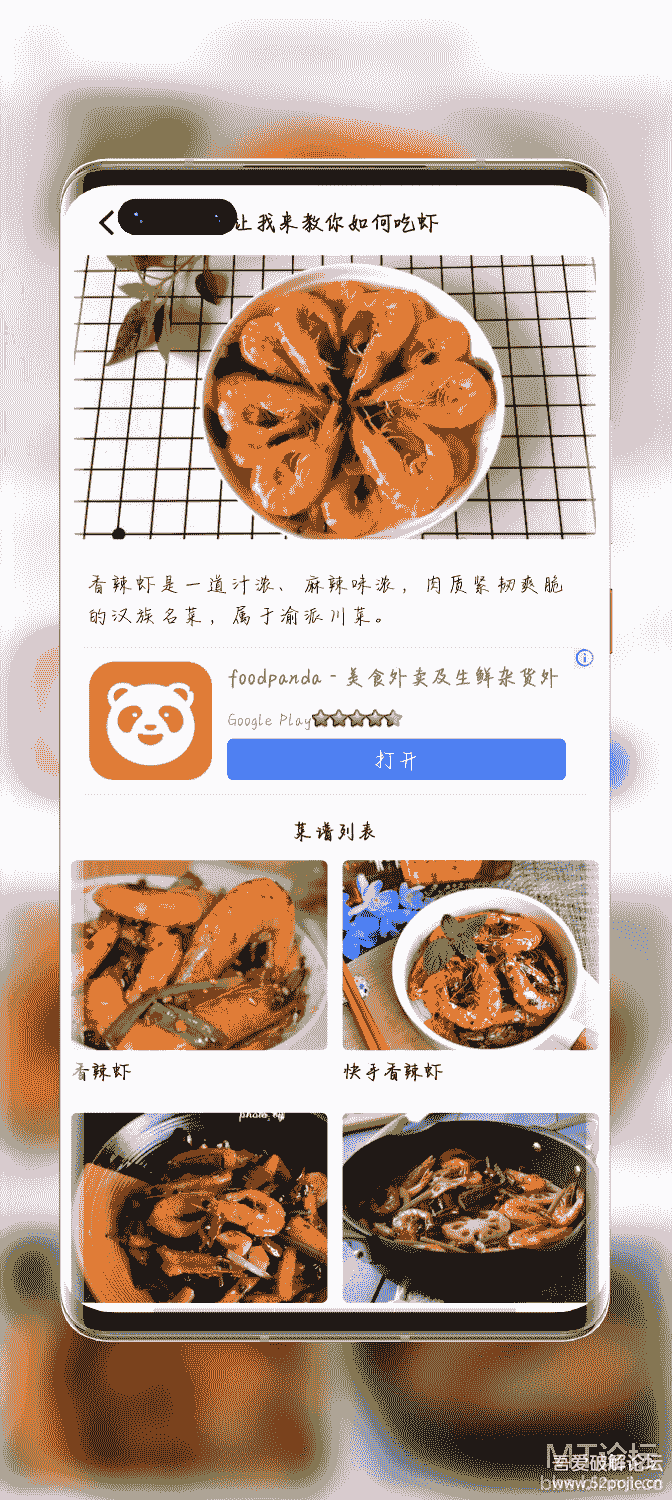 让我来教你如何吃虾
香辣虾是一道汁浓、麻辣味浓，肉质紧韧爽脆
的汉族名菜，属于渝派川菜。
foodpanda - 美食外卖及生鲜杂货外
Google Play
打开
菜谱列表
香辣虾
快手香辣虾
photo by
MT论坛
吾爱破解论坛
www.52pojie.cn